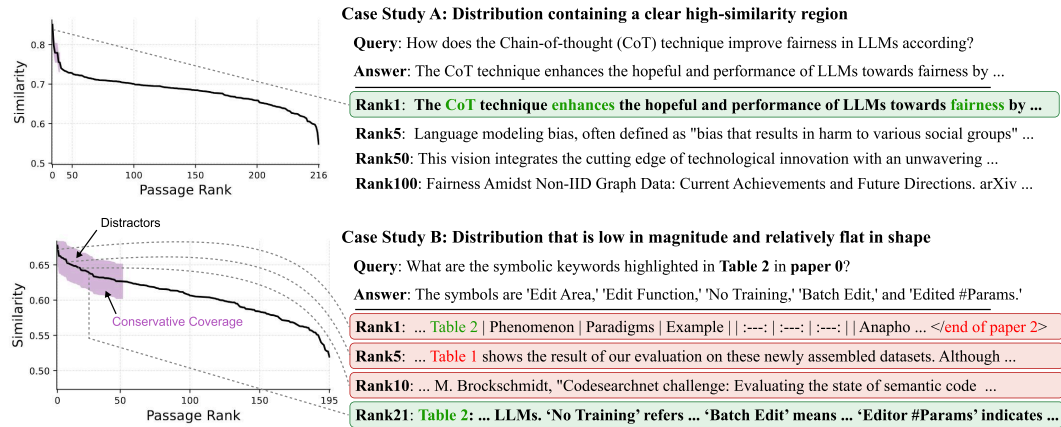 Case Study A: Distribution containing a clear high-similarity region
Query: How does the Chain-of-thought (CoT) technique improve fairness in LLMs according?
Answer: The CoT technique enhances the hopeful and performance of LLMs towards fairness by ...
Rank1: The CoT technique enhances the hopeful and performance of LLMs towards fairness by ...
Rank5: Language modeling bias, often defined as "bias that results in harm to various social groups" ...
Rank50: This vision integrates the cutting edge of technological innovation with an unwavering ...
Rank100: Fairness Amidst Non-IID Graph Data: Current Achievements and Future Directions. arXiv ...
Similarity
0.8
0.7
0.6
0.5
0 50 100 150 200 216
Passage Rank
Case Study B: Distribution that is low in magnitude and relatively flat in shape
Query: What are the symbolic keywords highlighted in Table 2 in paper 0?
Answer: The symbols are 'Edit Area,' 'Edit Function,' 'No Training,' 'Batch Edit,' and 'Edited #Params.'
Rank1: ... Table 2 | Phenomenon | Paradigms | Example | | :---: | :---: | :---: | | Anapho ... </end of paper 2>
Rank5: ... Table 1 shows the result of our evaluation on these newly assembled datasets. Although ...
Rank10: ... M. Brockschmidt, "Codesearchnet challenge: Evaluating the state of semantic code ...
Rank21: Table 2: ... LLMs. ‘No Training’ refers ... ‘Batch Edit’ means ... ‘Editor #Params’ indicates ...
Distractors
Conservative Coverage
Similarity
0.65
0.60
0.55
0.50
0 50 100 150 195
Passage Rank